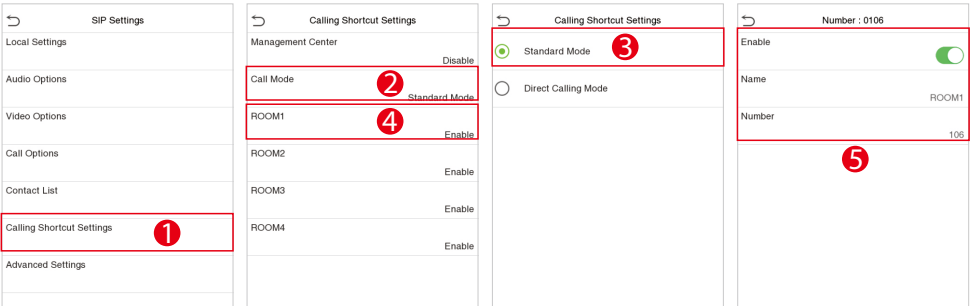 SIP Settings
Local Settings
Audio Options
Video Options
Call Options
Contact List
Calling Shortcut Settings
1
Advanced Settings
Calling Shortcut Settings
Management Center
Disable
Call Mode
2
Standard Mode
ROOM1
4
Enable
ROOM2
Enable
ROOM3
Enable
ROOM4
Enable
Calling Shortcut Settings
Standard Mode
3
Direct Calling Mode
Number : 0106
Enable
Name
ROOM1
Number
106
5